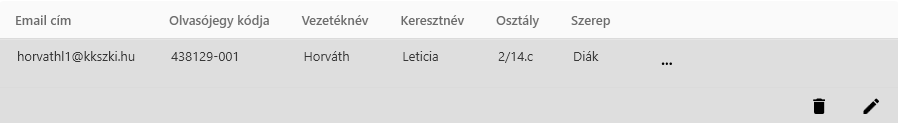 Email cím Olvasójegy kódja Vezetéknév Keresztnév Osztály Szerep
horvathl1@kkszki.hu 438129-001 Horváth Leticia 2/14.c Diák ...